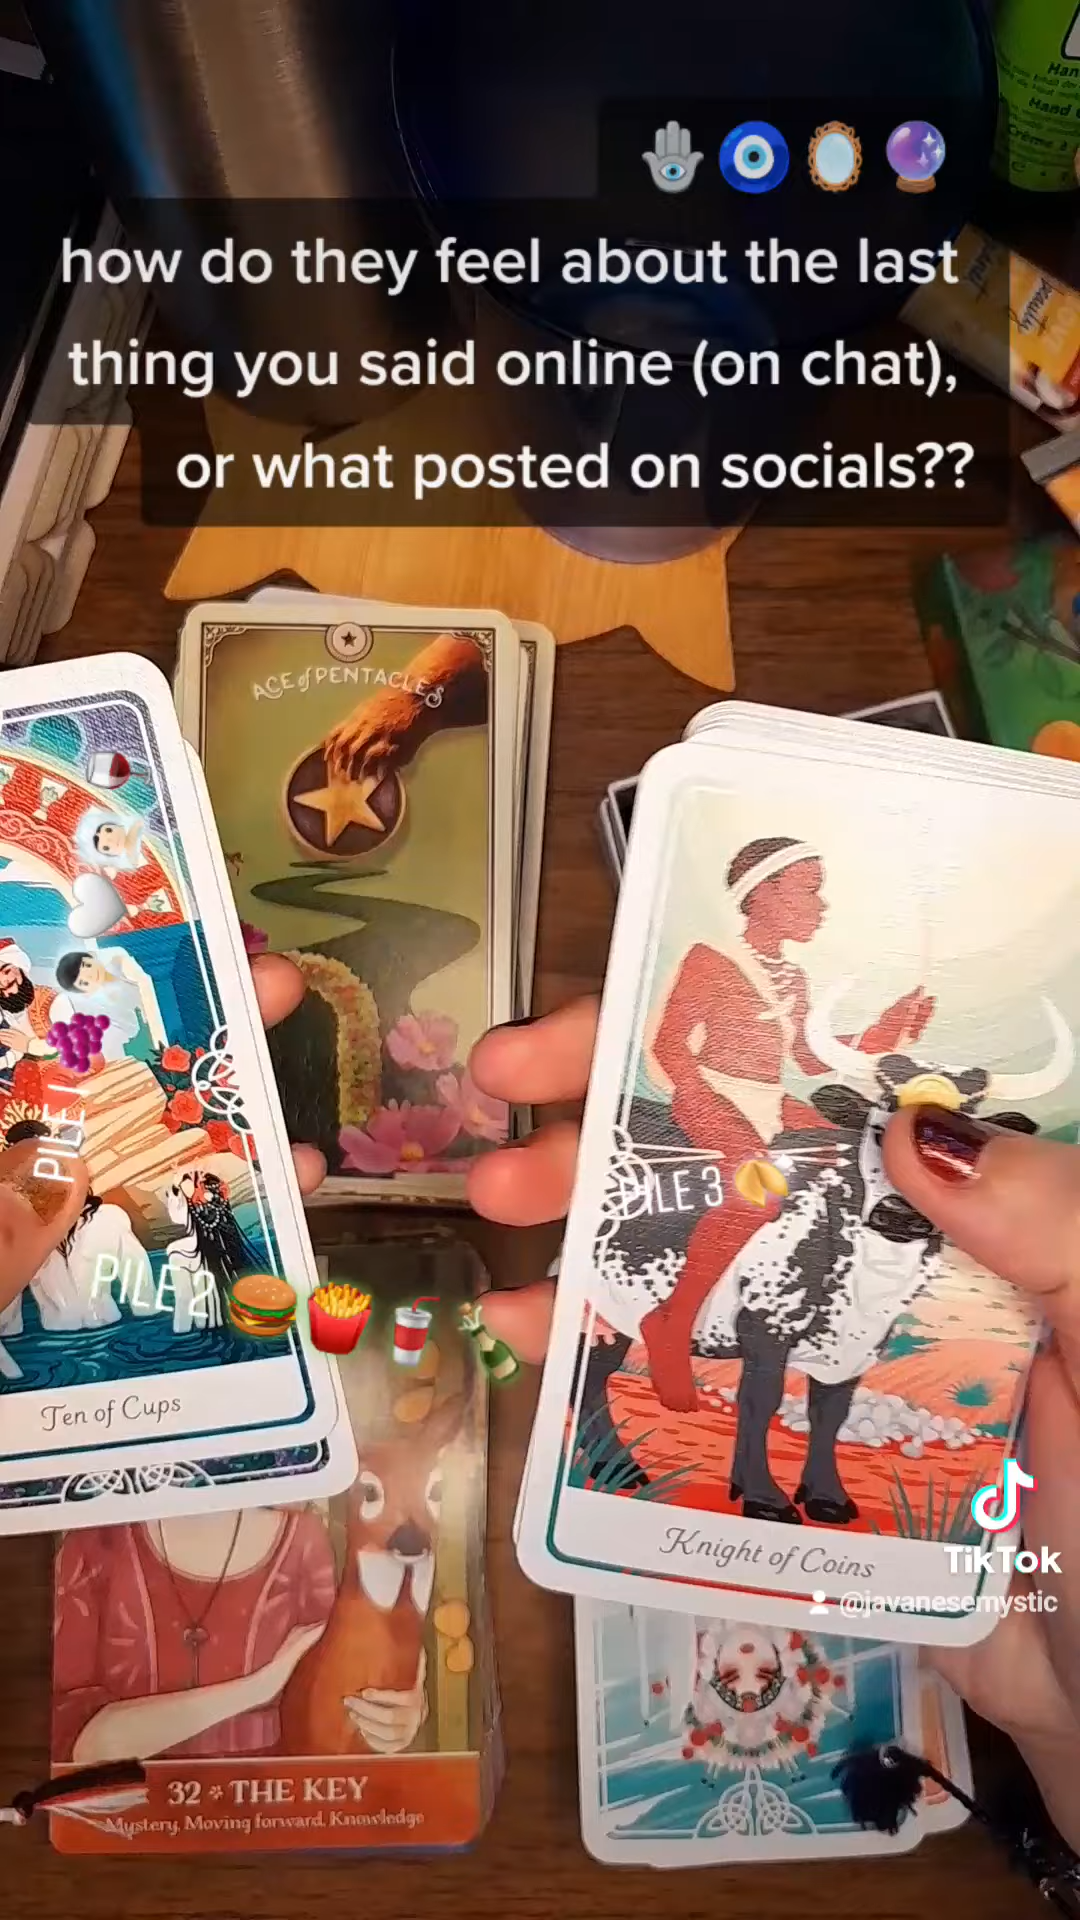 how do they feel about the last
thing you said online (on chat),
or what posted on socials??
Hand
ACE of PENTACLES
PILE 1
PILE 3
PILE 2
Ten of Cups
Knight of Coins
TikTok
@javanesemystic
32 * THE KEY
Mystery, Moving forward, Knowledge